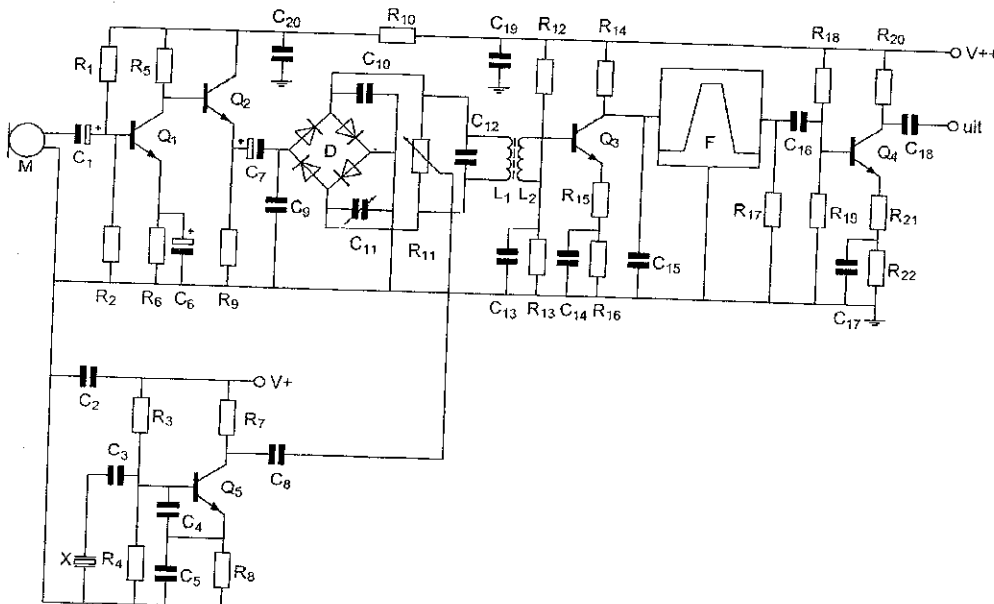 C20 R10 C19 R12 R14 R18 R20
V++
R1 R5 C10
Q1 Q2 D C12 Q3 F C16 Q4 C18 uit
M C1 C7
C9 C11 R11 L1 L2 R15 R17 R19 R21
C15 R22
R2 R6 C6 R9 C13 R13 C14 R16 C17
+ + +
C2 V+
R3 R7
C3 C8
Q5
C4
X R4 C5 R8